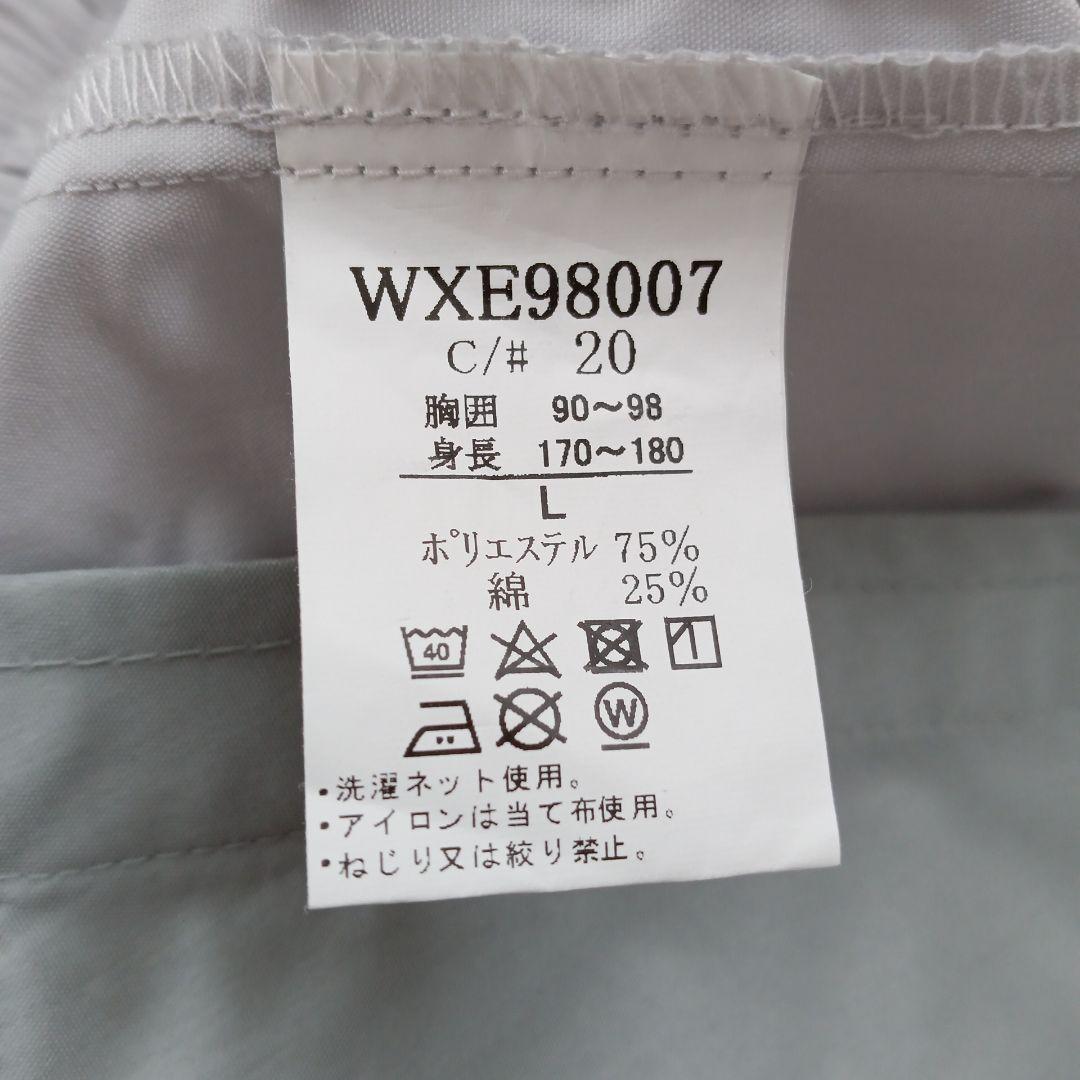 WXE98007
C/# 20
胸囲 90～98
身長 170～180
L
ポリエステル 75%
綿 25%
40
W
・洗濯ネット使用。
・アイロンは当て布使用。
・ねじり又は絞り禁止。